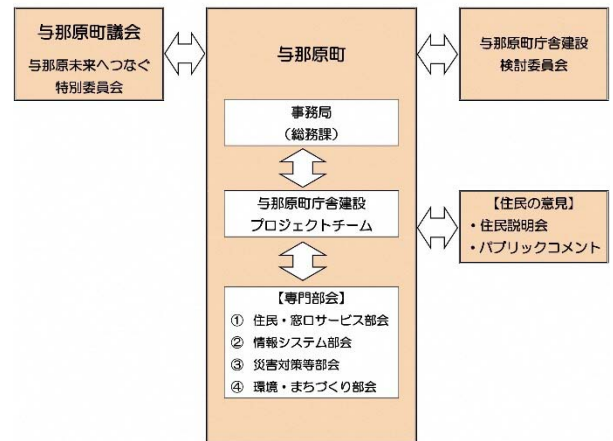 与那原町議会
与那原未来へつなぐ
特別委員会
与那原町
事務局
（総務課）
与那原町庁舎建設
プロジェクトチーム
【専門部会】
① 住民・窓口サービス部会
② 情報システム部会
③ 災害対策等部会
④ 環境・まちづくり部会
与那原町庁舎建設
検討委員会
【住民の意見】
・住民説明会
・パブリックコメント